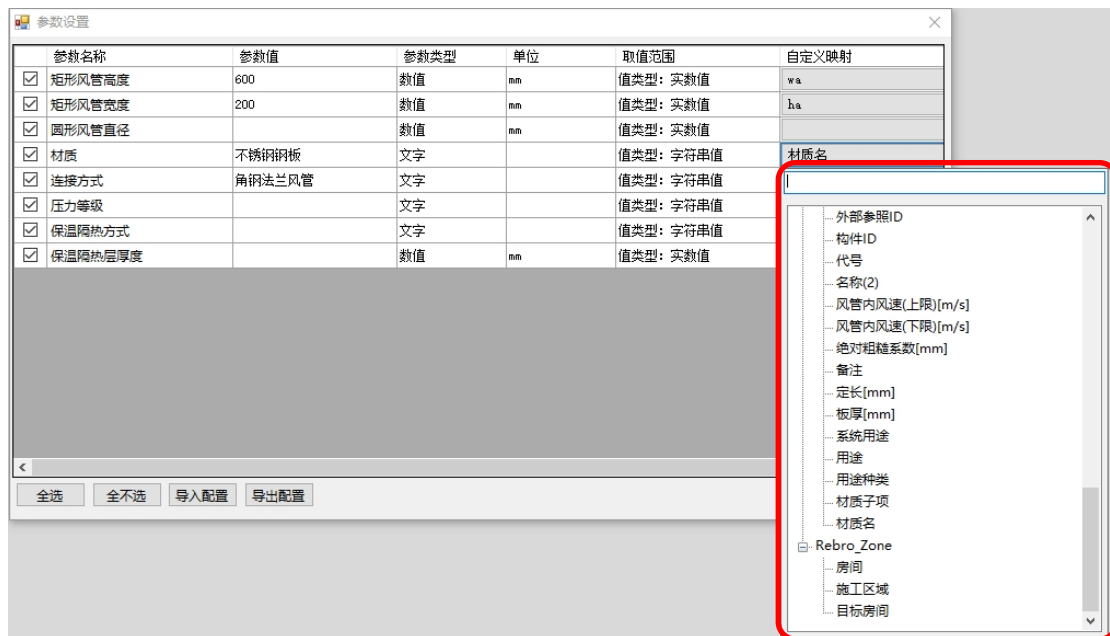 参数设置
参数名称 参数值 参数类型 单位 取值范围 自定义映射
矩形风管高度 600 数值 mm 值类型：实数值 wa
矩形风管宽度 200 数值 mm 值类型：实数值 ha
圆形风管直径 数值 mm 值类型：实数值
材质 不锈钢钢板 文字 值类型：字符串值 材质名
连接方式 角钢法兰风管 文字 值类型：字符串值
压力等级 文字 值类型：字符串值
保温隔热方式 文字 值类型：字符串值
保温隔热层厚度 数值 mm 值类型：实数值
外部参照ID
构件ID
代号
名称(2)
风管内风速(上限)[m/s]
风管内风速(下限)[m/s]
绝对粗糙系数[mm]
备注
定长[mm]
板厚[mm]
系统用途
用途
用途种类
材质子项
材质名
Rebro_Zone
房间
施工区域
目标房间
全选 全不选 导入配置 导出配置